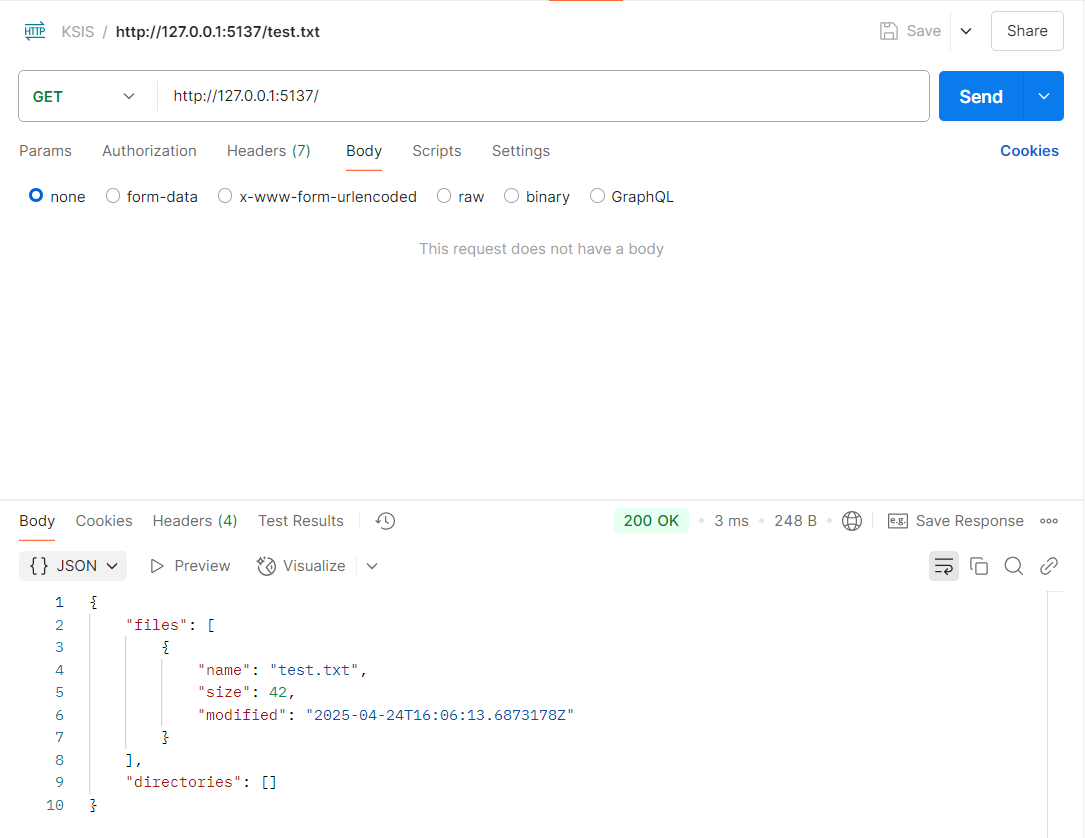 HTTP KSIS / http://127.0.0.1:5137/test.txt Save Share
GET http://127.0.0.1:5137/ Send
Params Authorization Headers (7) Body Scripts Settings Cookies
none form-data x-www-form-urlencoded raw binary GraphQL
This request does not have a body
Body Cookies Headers (4) Test Results 200 OK • 3 ms • 248 B • e.g. Save Response
{} JSON Preview Visualize
1 {
2 "files": [
3 {
4 "name": "test.txt",
5 "size": 42,
6 "modified": "2025-04-24T16:06:13.6873178Z"
7 }
8 ],
9 "directories": []
10 }